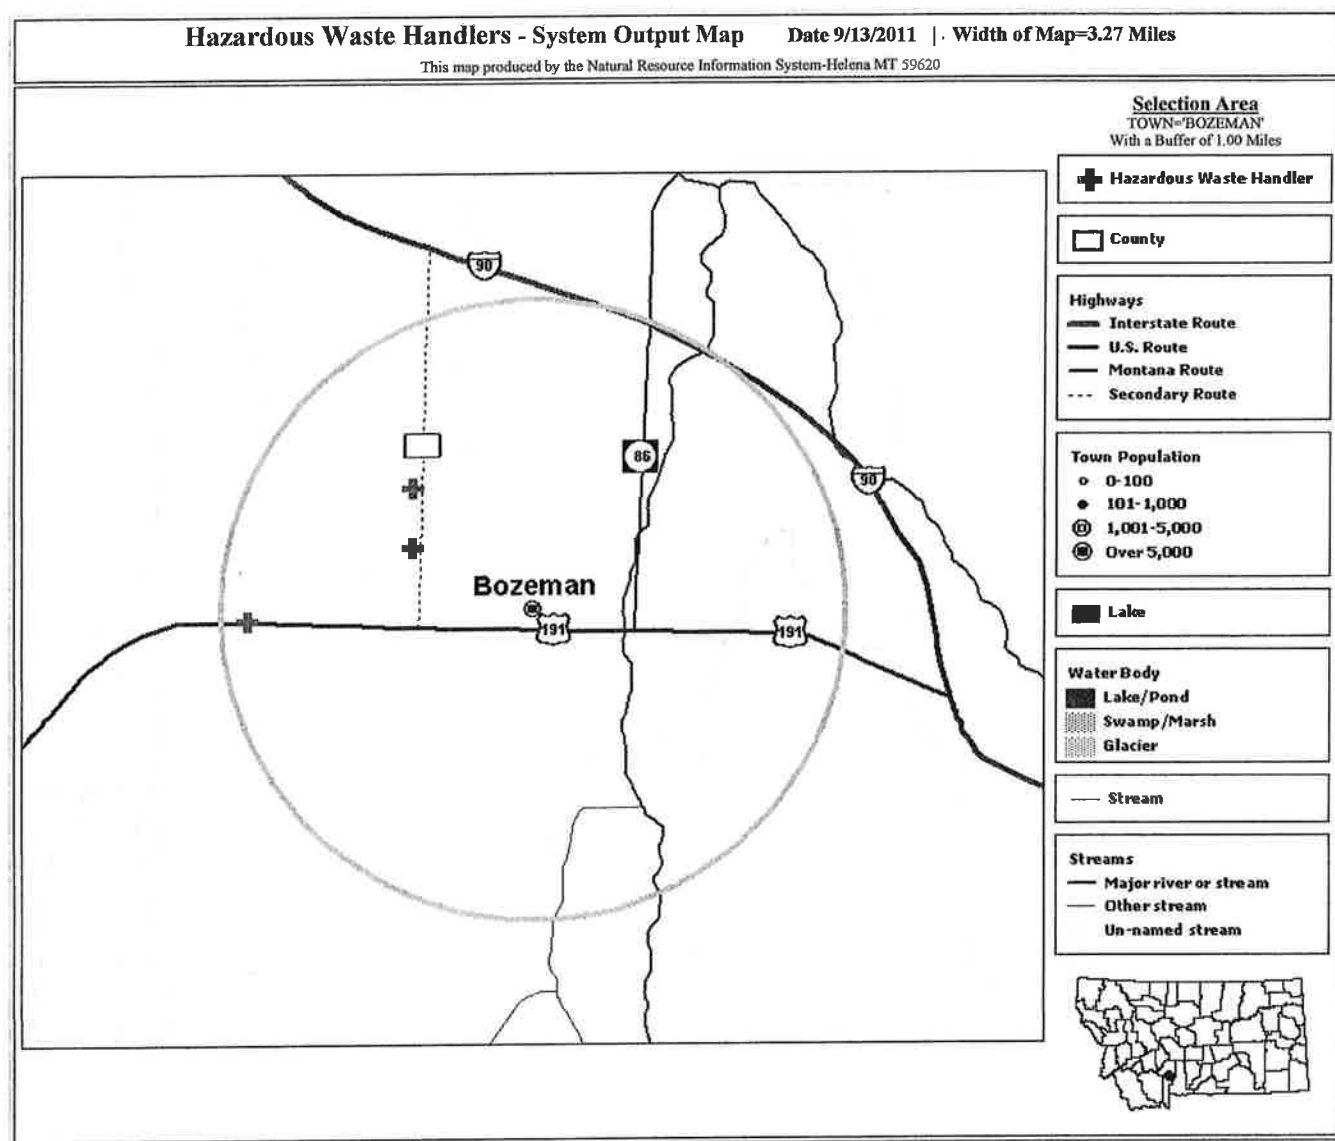 Hazardous Waste Handlers - System Output Map Date 9/13/2011 | Width of Map=3.27 Miles
This map produced by the Natural Resource Information System-Helena MT 59620
Selection Area
TOWN='BOZEMAN'
With a Buffer of 1.00 Miles
Hazardous Waste Handler
County
Highways
Interstate Route
U.S. Route
Montana Route
Secondary Route
Town Population
0-100
101-1,000
1,001-5,000
Over 5,000
Lake
Water Body
Lake/Pond
Swamp/Marsh
Glacier
Stream
Streams
Major river or stream
Other stream
Un-named stream
90
86
90
Bozeman
191
191